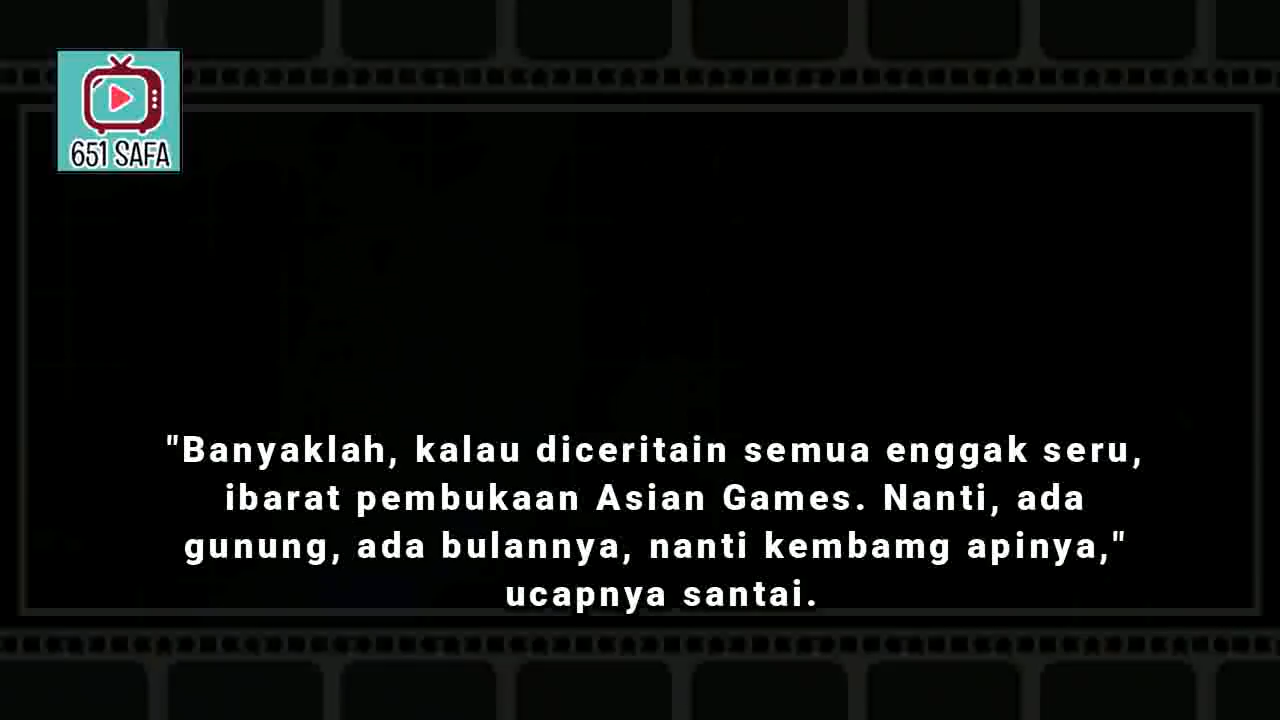 651 SAFA
"Banyaklah, kalau diceritain semua enggak seru,
ibarat pembukaan Asian Games. Nanti, ada
gunung, ada bulannya, nanti kembamg apinya,"
ucapnya santai.